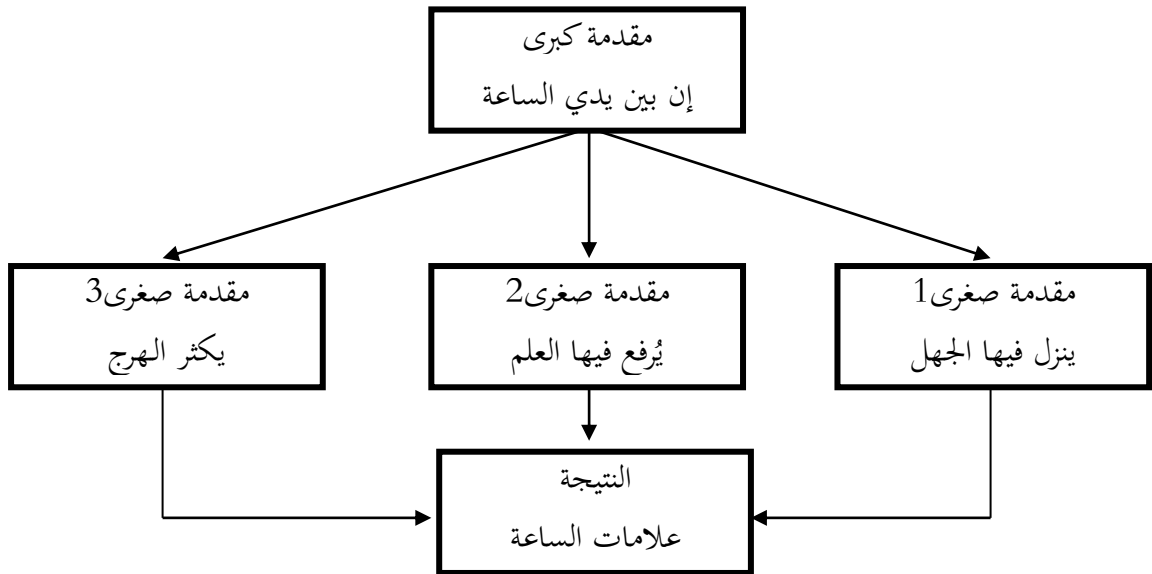 مقدمة كبرى
إن بين يدي الساعة
مقدمة صغرى1
ينزل فيها الجهل
مقدمة صغرى2
يُرفع فيها العلم
مقدمة صغرى3
يكثر الهرج
النتيجة
علامات الساعة